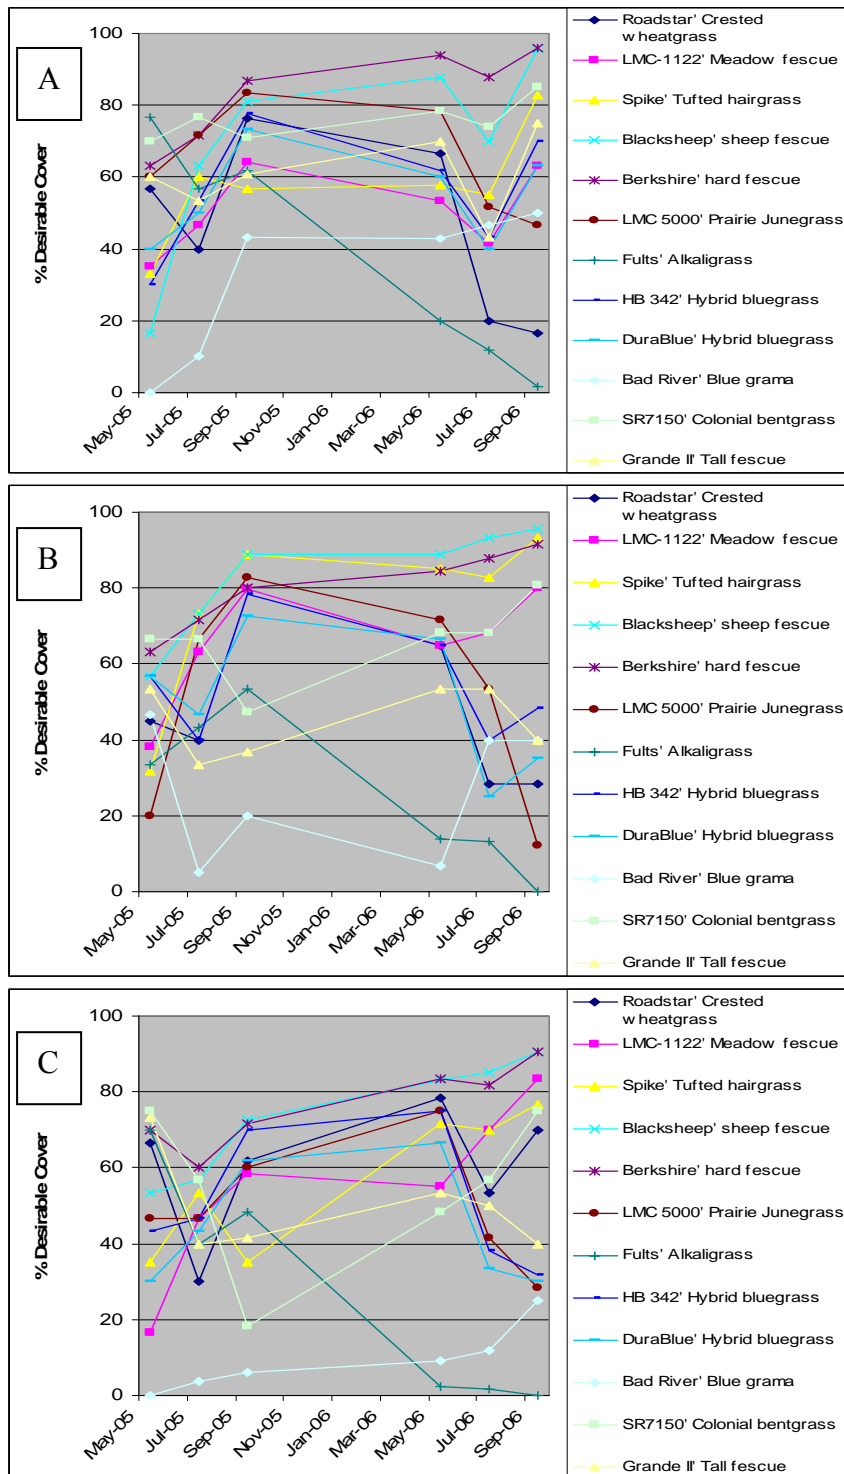 A
% Desirable Cover
100
80
60
40
20
0
May-05
Jul-05
Sep-05
Nov-05
Jan-06
Mar-06
May-06
Jul-06
Sep-06
Roadstar' Crested
wheatgrass
LMC-1122' Meadow fescue
Spike' Tufted hairgrass
Blacksheep' sheep fescue
Berkshire' hard fescue
LMC 5000' Prairie Junegrass
Fults' Alkaligrass
HB 342' Hybrid bluegrass
DuraBlue' Hybrid bluegrass
Bad River' Blue grama
SR7150' Colonial bentgrass
Grande II' Tall fescue
B
% Desirable Cover
100
80
60
40
20
0
May-05
Jul-05
Sep-05
Nov-05
Jan-06
Mar-06
May-06
Jul-06
Sep-06
Roadstar' Crested
wheatgrass
LMC-1122' Meadow fescue
Spike' Tufted hairgrass
Blacksheep' sheep fescue
Berkshire' hard fescue
LMC 5000' Prairie Junegrass
Fults' Alkaligrass
HB 342' Hybrid bluegrass
DuraBlue' Hybrid bluegrass
Bad River' Blue grama
SR7150' Colonial bentgrass
Grande II' Tall fescue
C
% Desirable Cover
100
80
60
40
20
0
May-05
Jul-05
Sep-05
Nov-05
Jan-06
Mar-06
May-06
Jul-06
Sep-06
Roadstar' Crested
wheatgrass
LMC-1122' Meadow fescue
Spike' Tufted hairgrass
Blacksheep' sheep fescue
Berkshire' hard fescue
LMC 5000' Prairie Junegrass
Fults' Alkaligrass
HB 342' Hybrid bluegrass
DuraBlue' Hybrid bluegrass
Bad River' Blue grama
SR7150' Colonial bentgrass
Grande II' Tall fescue